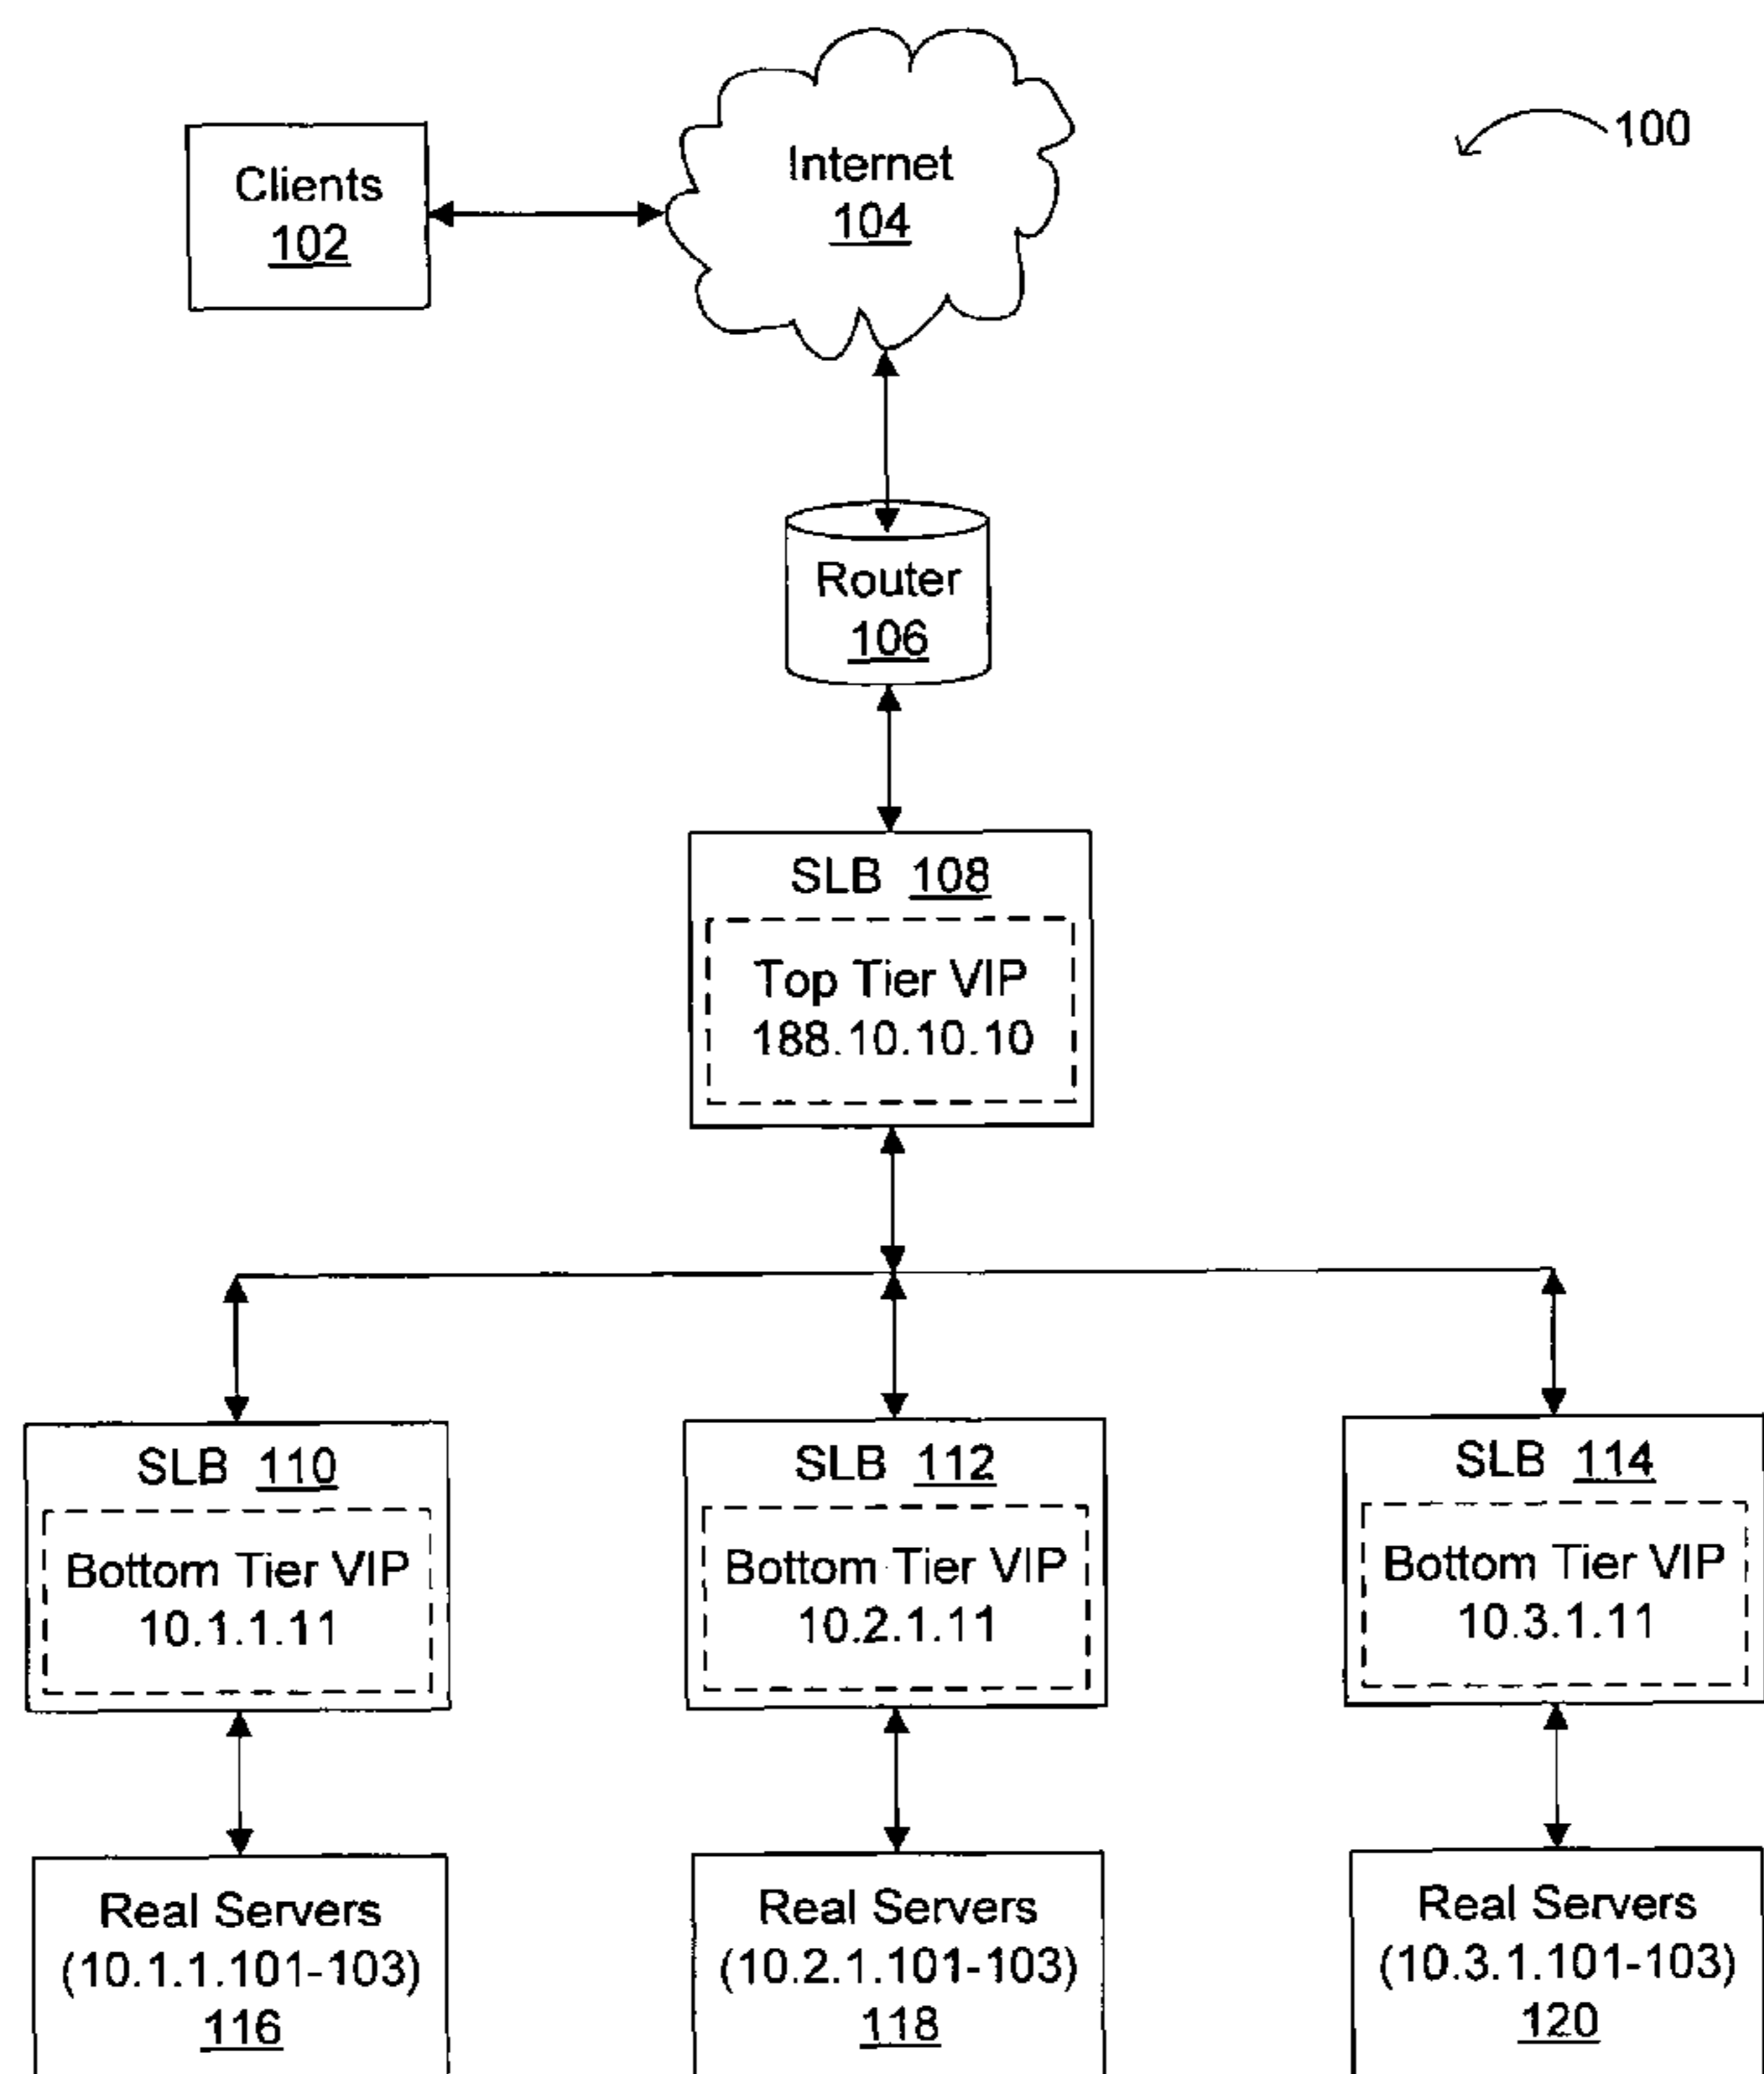 100
Clients
102
Internet
104
Router
106
SLB 108
Top Tier VIP
188.10.10.10
SLB 110
Bottom Tier VIP
10.1.1.11
SLB 112
Bottom Tier VIP
10.2.1.11
SLB 114
Bottom Tier VIP
10.3.1.11
Real Servers
(10.1.1.101-103)
116
Real Servers
(10.2.1.101-103)
118
Real Servers
(10.3.1.101-103)
120